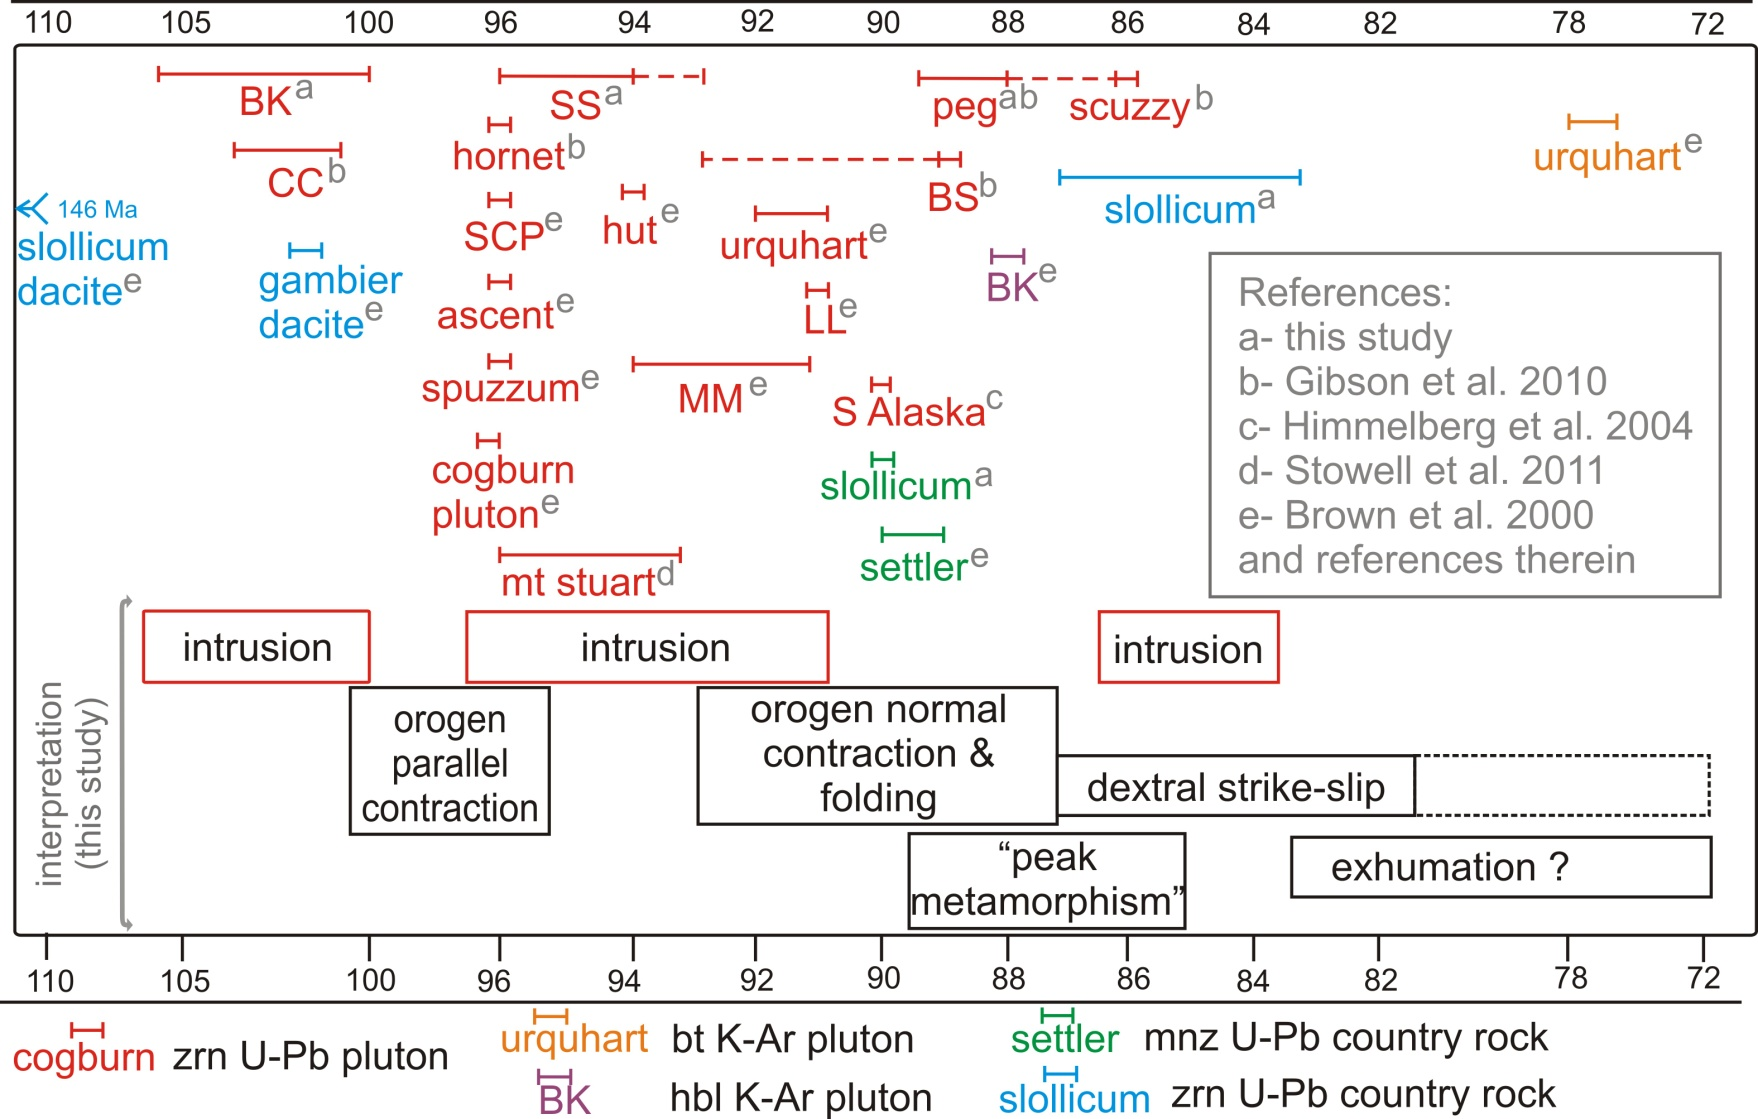 110 105 100 96 94 92 90 88 86 84 82 78 72
BKa
SSa
pegab
scuzzyb
hornetb
urquharte
CCb
BSb
slollicuma
146 Ma
slollicum
dacitee
SCPe
hute
urquharte
gambier
dacitee
BKe
ascente
LLe
spuzzume
MMe
S Alaskac
cogburn
plutone
slollicuma
settlere
mt stuartd
References:
a- this study
b- Gibson et al. 2010
c- Himmelberg et al. 2004
d- Stowell et al. 2011
e- Brown et al. 2000
and references therein
interpretation
(this study)
intrusion
intrusion
intrusion
orogen
parallel
contraction
orogen normal
contraction &
folding
dextral strike-slip
“peak
metamorphism”
exhumation ?
110 105 100 96 94 92 90 88 86 84 82 78 72
cogburn zrn U-Pb pluton
urquhart bt K-Ar pluton
BK hbl K-Ar pluton
settler mnz U-Pb country rock
slollicum zrn U-Pb country rock